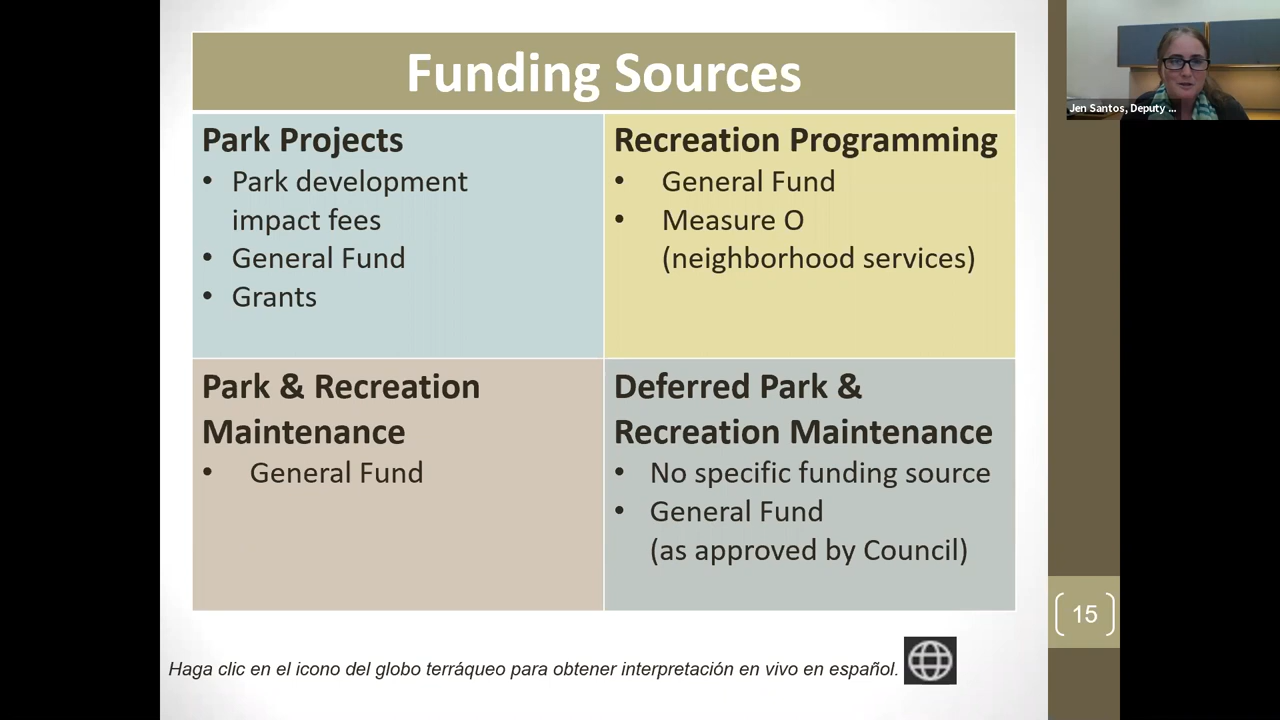 Funding Sources
Park Projects
• Park development
impact fees
• General Fund
• Grants
Recreation Programming
• General Fund
• Measure O
(neighborhood services)
Park & Recreation
Maintenance
• General Fund
Deferred Park &
Recreation Maintenance
• No specific funding source
• General Fund
(as approved by Council)
Haga clic en el icono del globo terráqueo para obtener interpretación en vivo en español.
15
Jen Santos, Deputy ...